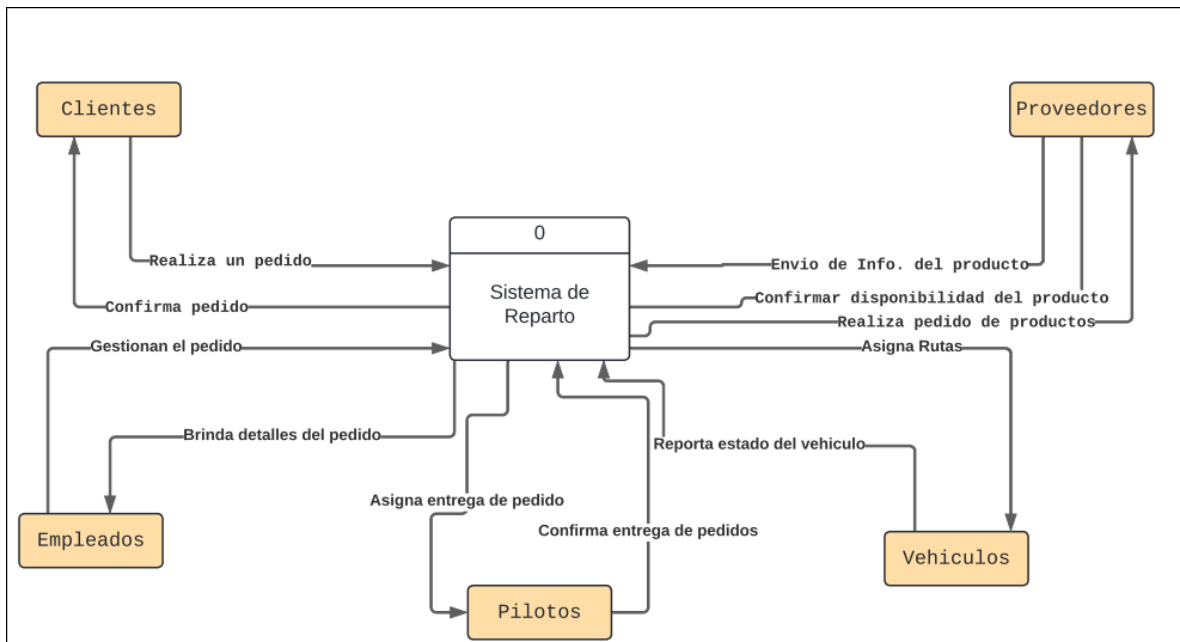 Clientes
Proveedores
0
Sistema de
Reparto
Realiza un pedido
Envio de Info. del producto
Confirma pedido
Confirmar disponibilidad del producto
Realiza pedido de productos
Gestionan el pedido
Asigna Rutas
Brinda detalles del pedido
Reporta estado del vehiculo
Asigna entrega de pedido
Confirma entrega de pedidos
Empleados
Vehiculos
Pilotos